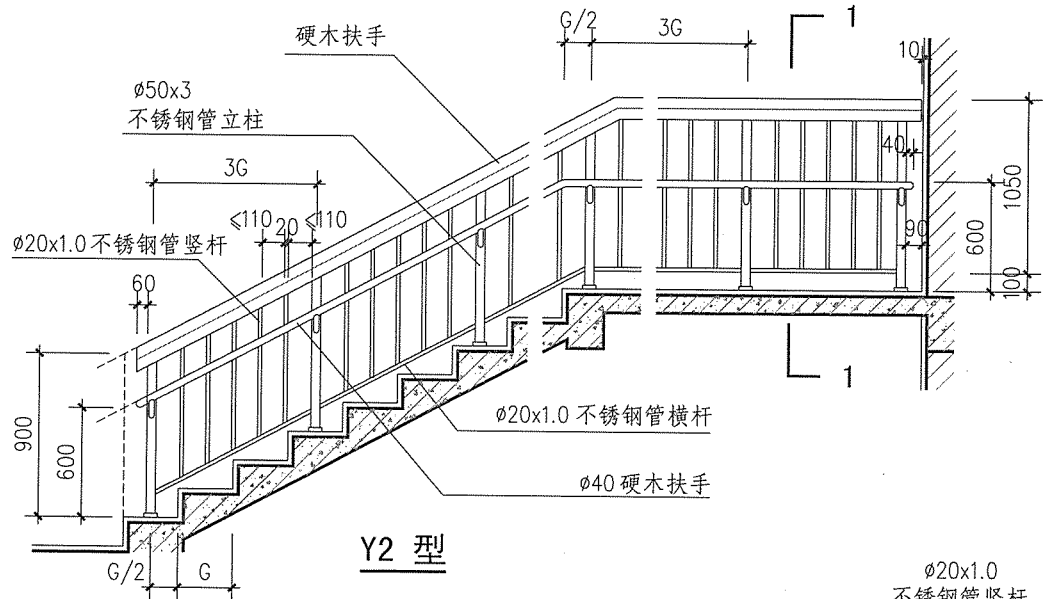 G/2
3G
1
硬木扶手
10
ø50x3
不锈钢管立柱
3G
40
1050
≤110
20
≤110
ø20x1.0不锈钢管竖杆
90
600
60
100
1
ø20x1.0不锈钢管横杆
900
600
ø40硬木扶手
Y2 型
G/2
G
ø20x1.0
不锈钢管竖杆